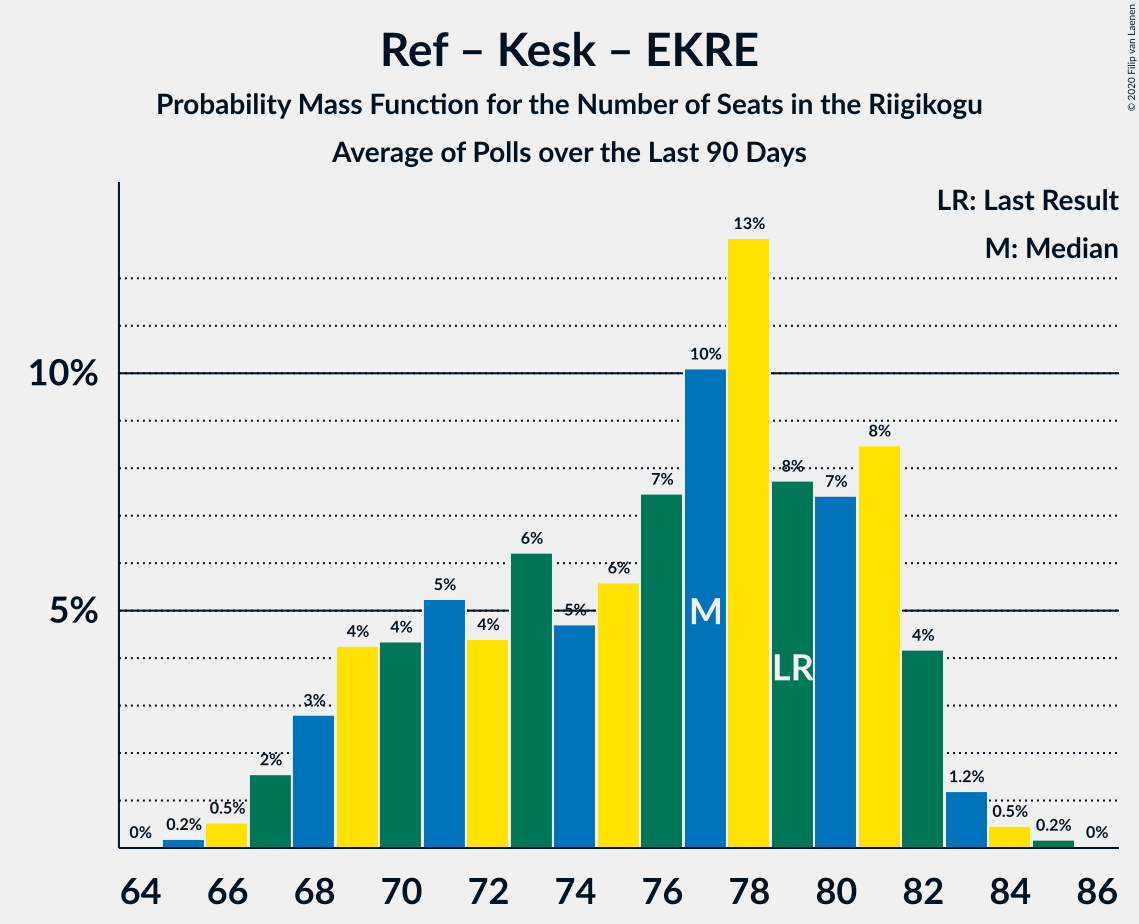 © 2020 Filip van Laenen
Ref – Kesk – EKRE
Probability Mass Function for the Number of Seats in the Riigikogu
Average of Polls over the Last 90 Days
LR: Last Result
M: Median
10%
5%
0%
0.2%
0.5%
2%
3%
4%
4%
5%
4%
6%
5%
6%
7%
10%
13%
8%
7%
8%
4%
1.2%
0.5%
0.2%
0%
M
LR
64 66 68 70 72 74 76 78 80 82 84 86